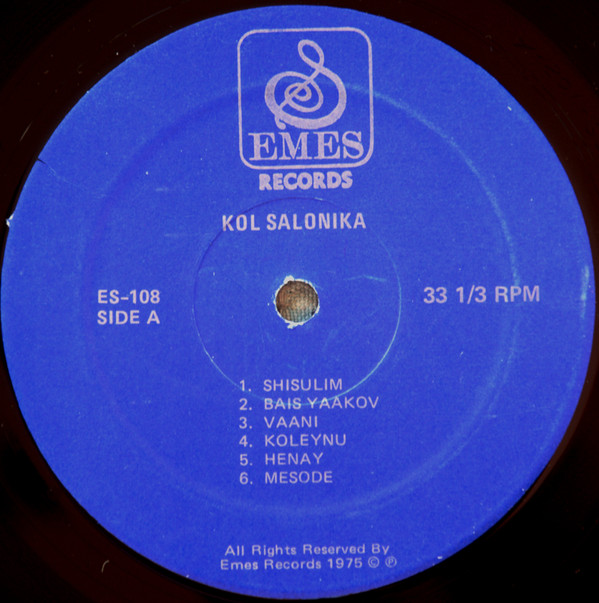 EMES
RECORDS
KOL SALONIKA
ES-108
SIDE A
33 1/3 RPM
1. SHISULIM
2. BAIS YAAKOV
3. VAANI
4. KOLEYNU
5. HENAY
6. MESODE
All Rights Reserved By
Emes Records 1975 © ℗